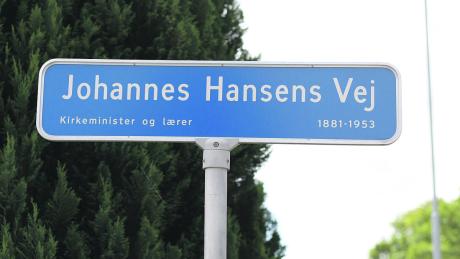 Johannes Hansens Vej
Kirkeminister og lærer 1881-1953